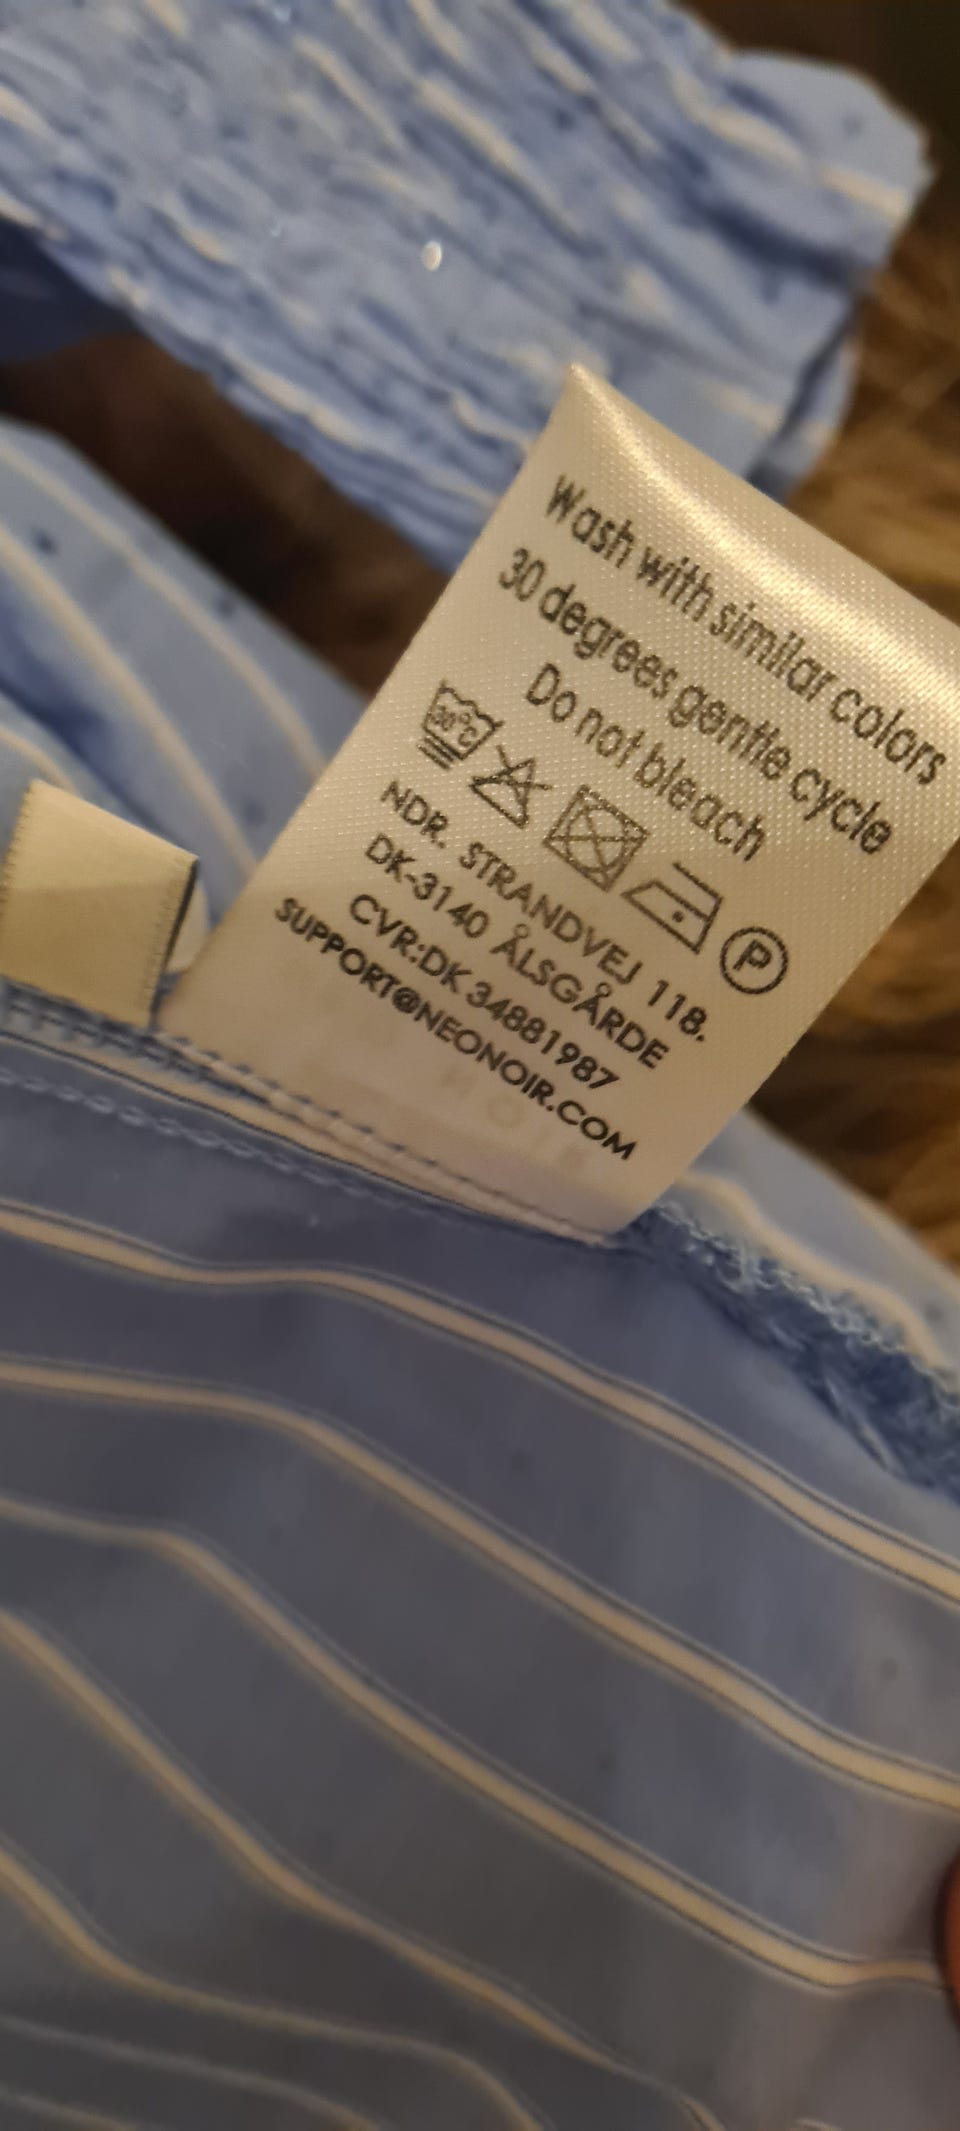 Wash with similar colors
30 degrees gentle cycle
Do not bleach
30°C P
NDR. STRANDVEJ 118.
DK-3140 ÅLSGÅRDE
CVR:DK 34881987
SUPPORT@NEONOIR.COM